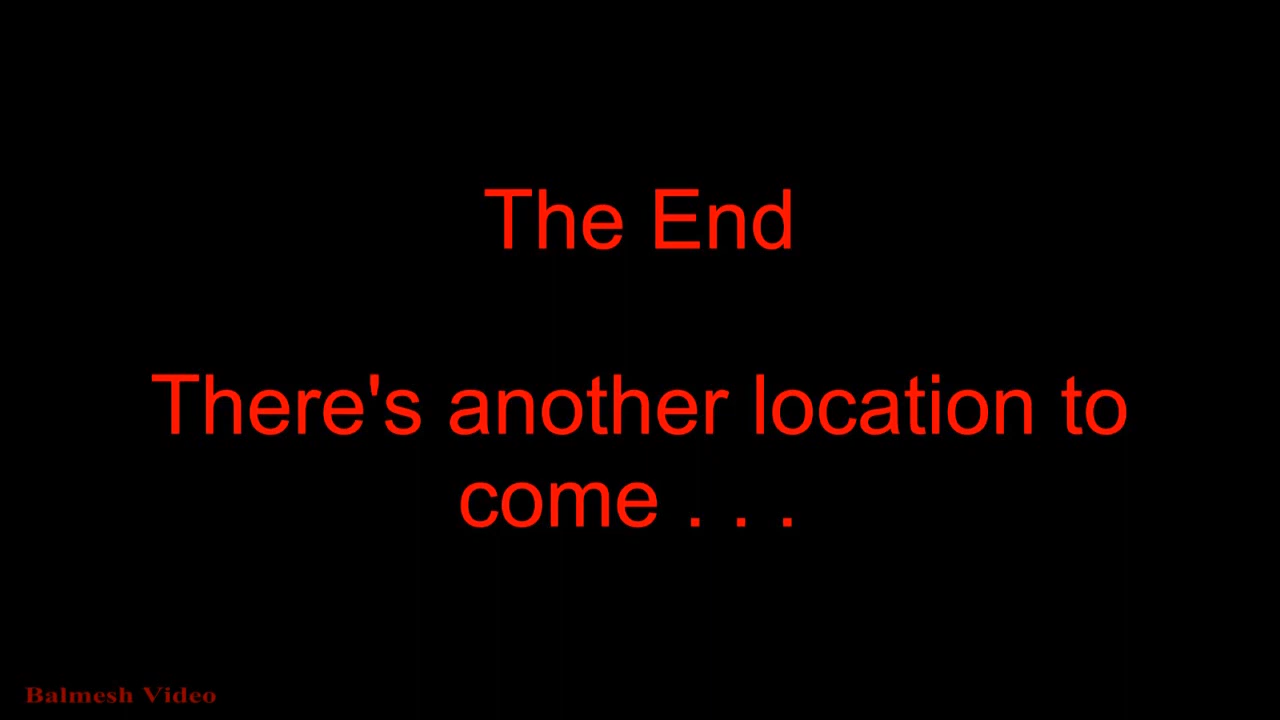 The End
There's another location to
come . . .
Balmesh Video